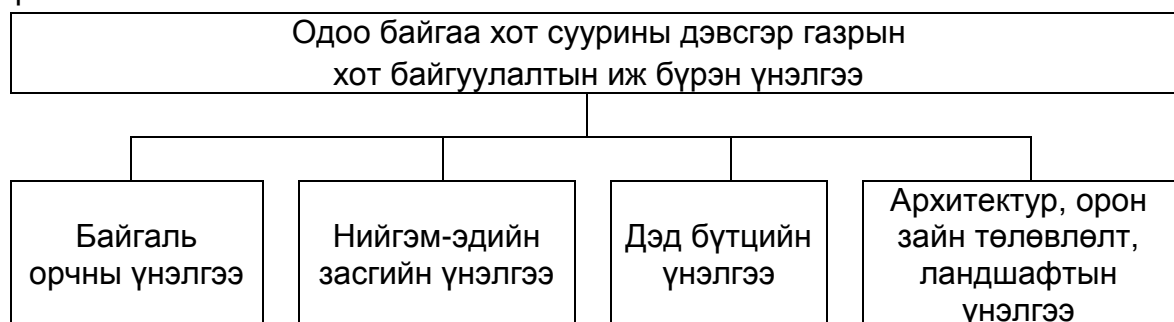 Одоо байгаа хот суурины дэвсгэр газрын
хот байгуулалтын иж бүрэн үнэлгээ
Байгаль
орчны үнэлгээ
Нийгэм-эдийн
засгийн үнэлгээ
Дэд бүтцийн
үнэлгээ
Архитектур, орон
зайн төлөвлөлт,
ландшафтын
үнэлгээ